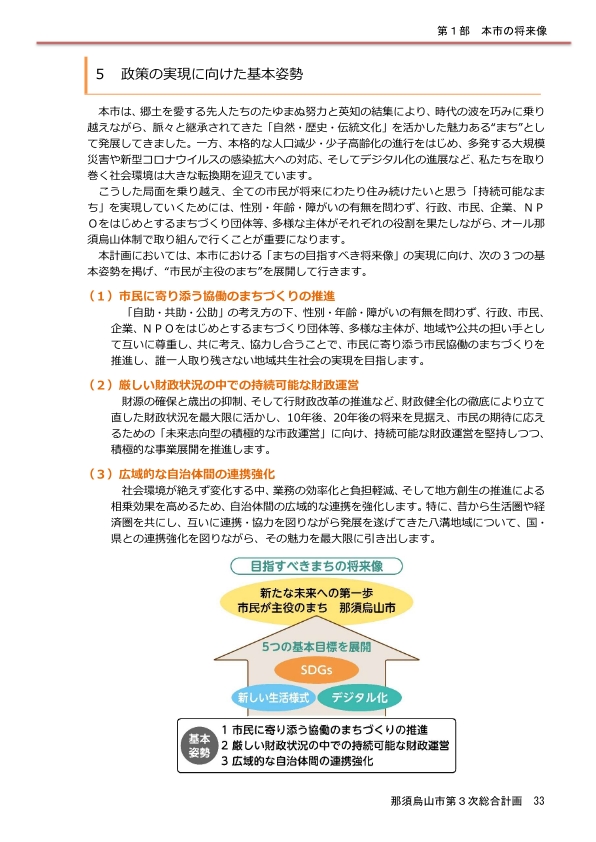 第１部　本市の将来像
５　政策の実現に向けた基本姿勢
本市は、郷土を愛する先人たちのたゆまぬ努力と英知の結集により、時代の波を巧みに乗り
越えながら、脈々と継承されてきた「自然・歴史・伝統文化」を活かした魅力ある“まち”とし
て発展してきました。一方、本格的な人口減少・少子高齢化の進行をはじめ、多発する大規模
災害や新型コロナウイルスの感染拡大への対応、そしてデジタル化の進展など、私たちを取り
巻く社会環境は大きな転換期を迎えています。
こうした局面を乗り越え、全ての市民が将来にわたり住み続けたいと思う「持続可能なま
ち」を実現していくためには、性別・年齢・障がいの有無を問わず、行政、市民、企業、ＮＰ
Ｏをはじめとするまちづくり団体等、多様な主体がそれぞれの役割を果たしながら、オール那
須烏山体制で取り組んで行くことが重要になります。
本計画においては、本市における「まちの目指すべき将来像」の実現に向け、次の３つの基
本姿勢を掲げ、“市民が主役のまち”を展開して行きます。
（１）市民に寄り添う協働のまちづくりの推進
「自助・共助・公助」の考え方の下、性別・年齢・障がいの有無を問わず、行政、市民、
企業、ＮＰＯをはじめとするまちづくり団体等、多様な主体が、地域や公共の担い手とし
て互いに尊重し、共に考え、協力し合うことで、市民に寄り添う市民協働のまちづくりを
推進し、誰一人取り残さない地域共生社会の実現を目指します。
（２）厳しい財政状況の中での持続可能な財政運営
財源の確保と歳出の抑制、そして行財政改革の推進など、財政健全化の徹底により立て
直した財政状況を最大限に活かし、10年後、20年後の将来を見据え、市民の期待に応え
るための「未来志向型の積極的な市政運営」に向け、持続可能な財政運営を堅持しつつ、
積極的な事業展開を推進します。
（３）広域的な自治体間の連携強化
社会環境が絶えず変化する中、業務の効率化と負担軽減、そして地方創生の推進による
相乗効果を高めるため、自治体間の広域的な連携を強化します。特に、昔から生活圏や経
済圏を共にし、互いに連携・協力を図りながら発展を遂げてきた八溝地域について、国・
県との連携強化を図りながら、その魅力を最大限に引き出します。
目指すべきまちの将来像
新たな未来への第一歩
市民が主役のまち　那須烏山市
5つの基本目標を展開
SDGs
新しい生活様式　デジタル化
基本
姿勢
1 市民に寄り添う協働のまちづくりの推進
2 厳しい財政状況の中での持続可能な財政運営
3 広域的な自治体間の連携強化
那須烏山市第３次総合計画　33